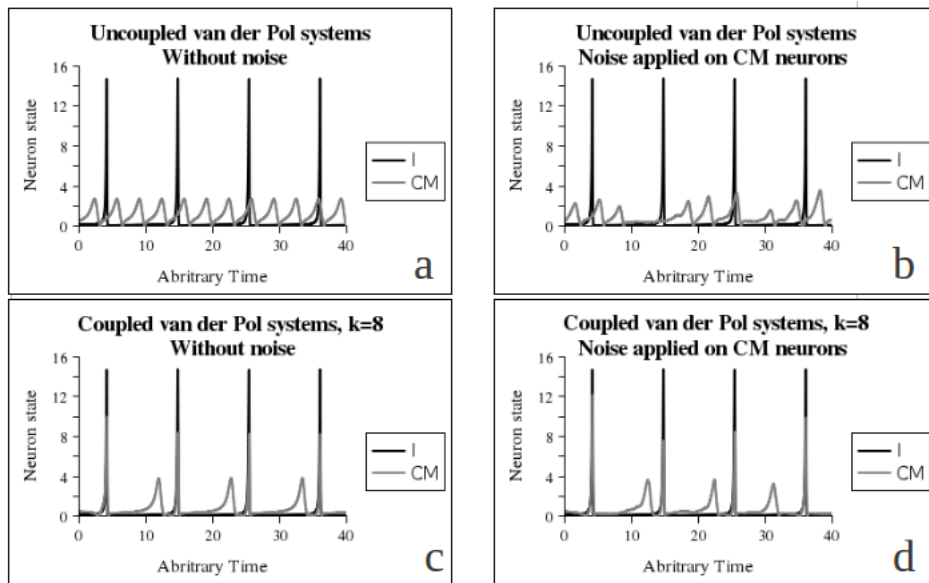 Uncoupled van der Pol systems
Without noise
16
12
8
4
0
Neuron state
0 10 20 30 40
Abritrary Time
I
CM
a
Uncoupled van der Pol systems
Noise applied on CM neurons
16
12
8
4
0
Neuron state
0 10 20 30 40
Abritrary Time
I
CM
b
Coupled van der Pol systems, k=8
Without noise
16
12
8
4
0
Neuron state
0 10 20 30 40
Abritrary Time
I
CM
c
Coupled van der Pol systems, k=8
Noise applied on CM neurons
16
12
8
4
0
Neuron state
0 10 20 30 40
Abritrary Time
I
CM
d